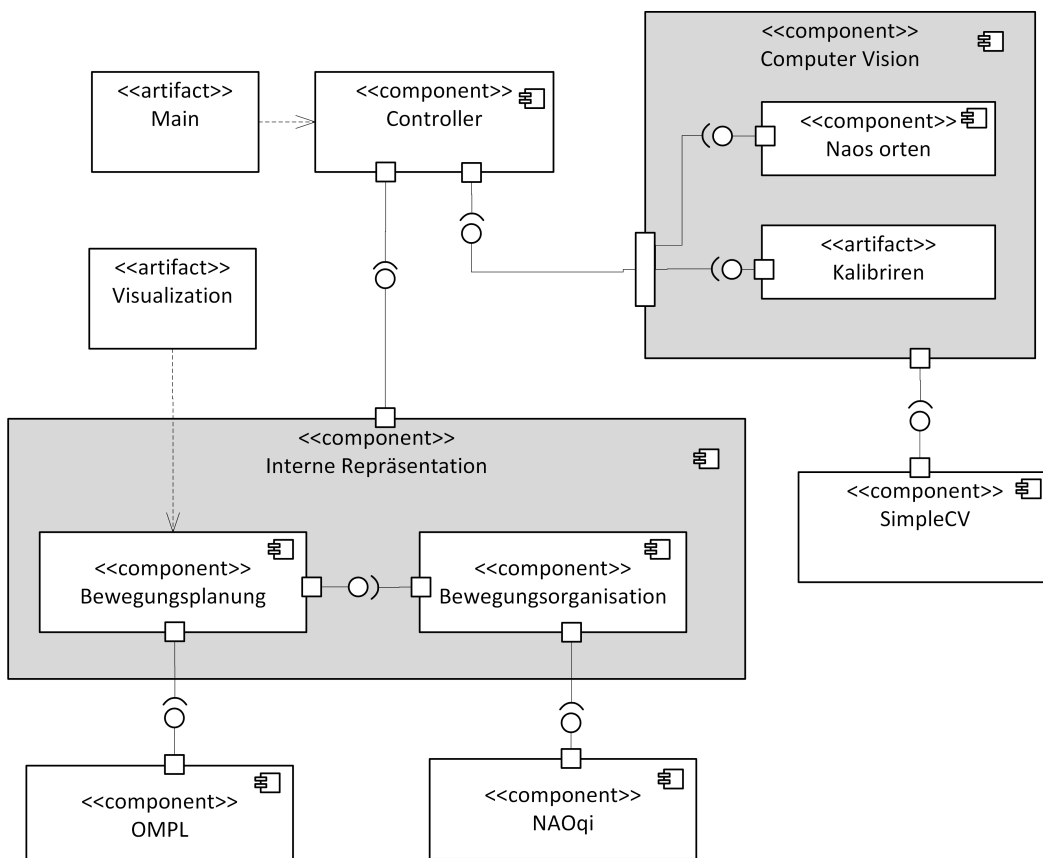 <<component>>
Computer Vision
<<artifact>>
Main
<<component>>
Controller
<<component>>
Naos orten
<<artifact>>
Kalibriren
<<artifact>>
Visualization
<<component>>
Interne Repräsentation
<<component>>
SimpleCV
<<component>>
Bewegungsplanung
<<component>>
Bewegungsorganisation
<<component>>
OMPL
<<component>>
NAOqi